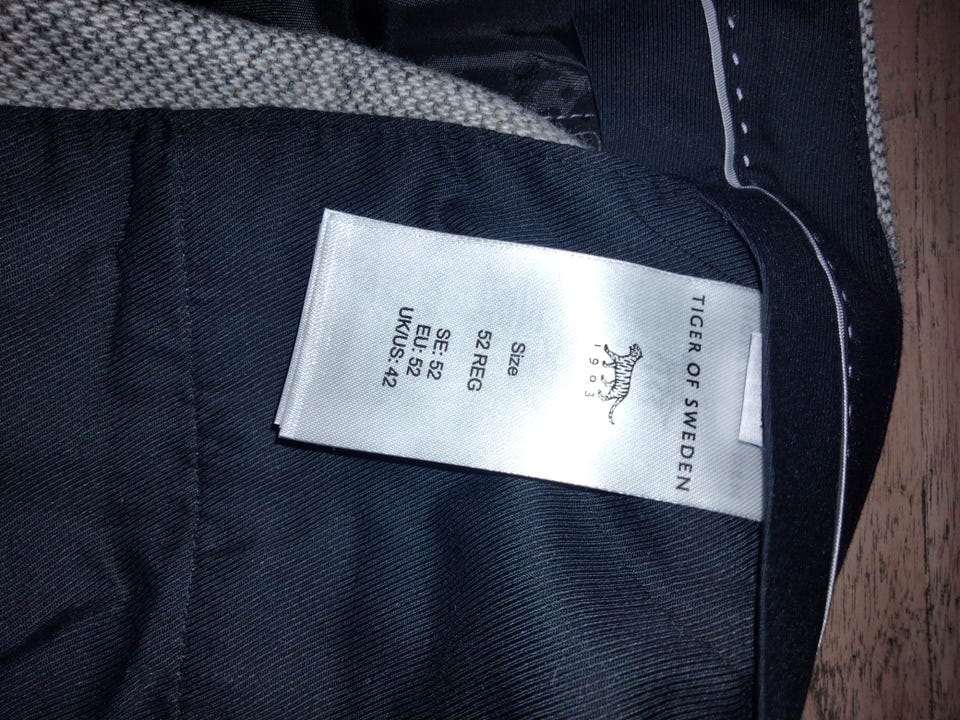 TIGER OF SWEDEN
1903
Size
52 REG
SE: 52
EU: 52
UK/US: 42